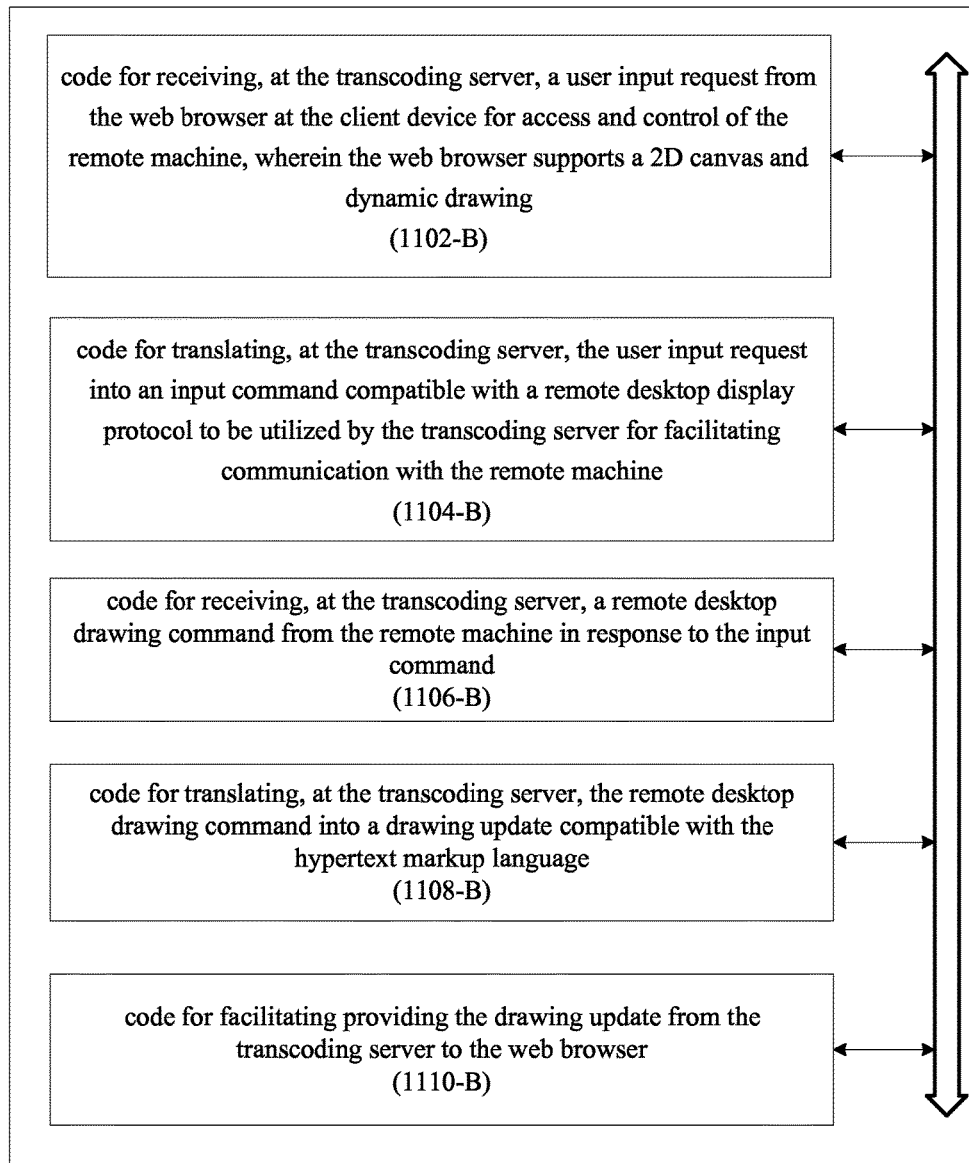 code for receiving, at the transcoding server, a user input request from
the web browser at the client device for access and control of the
remote machine, wherein the web browser supports a 2D canvas and
dynamic drawing
(1102-B)
code for translating, at the transcoding server, the user input request
into an input command compatible with a remote desktop display
protocol to be utilized by the transcoding server for facilitating
communication with the remote machine
(1104-B)
code for receiving, at the transcoding server, a remote desktop
drawing command from the remote machine in response to the input
command
(1106-B)
code for translating, at the transcoding server, the remote desktop
drawing command into a drawing update compatible with the
hypertext markup language
(1108-B)
code for facilitating providing the drawing update from the
transcoding server to the web browser
(1110-B)